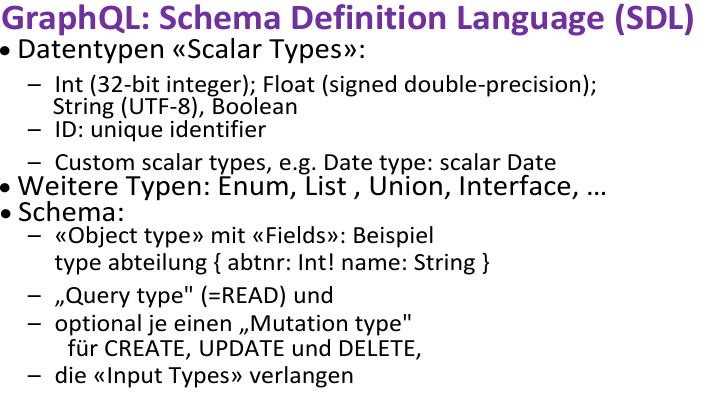 GraphQL: Schema Definition Language (SDL)
• Datentypen «Scalar Types»:
– Int (32-bit integer); Float (signed double-precision);
String (UTF-8), Boolean
– ID: unique identifier
– Custom scalar types, e.g. Date type: scalar Date
• Weitere Typen: Enum, List , Union, Interface, ...
• Schema:
– «Object type» mit «Fields»: Beispiel
type abteilung { abtnr: Int! name: String }
– „Query type" (=READ) und
– optional je einen „Mutation type"
für CREATE, UPDATE und DELETE,
– die «Input Types» verlangen